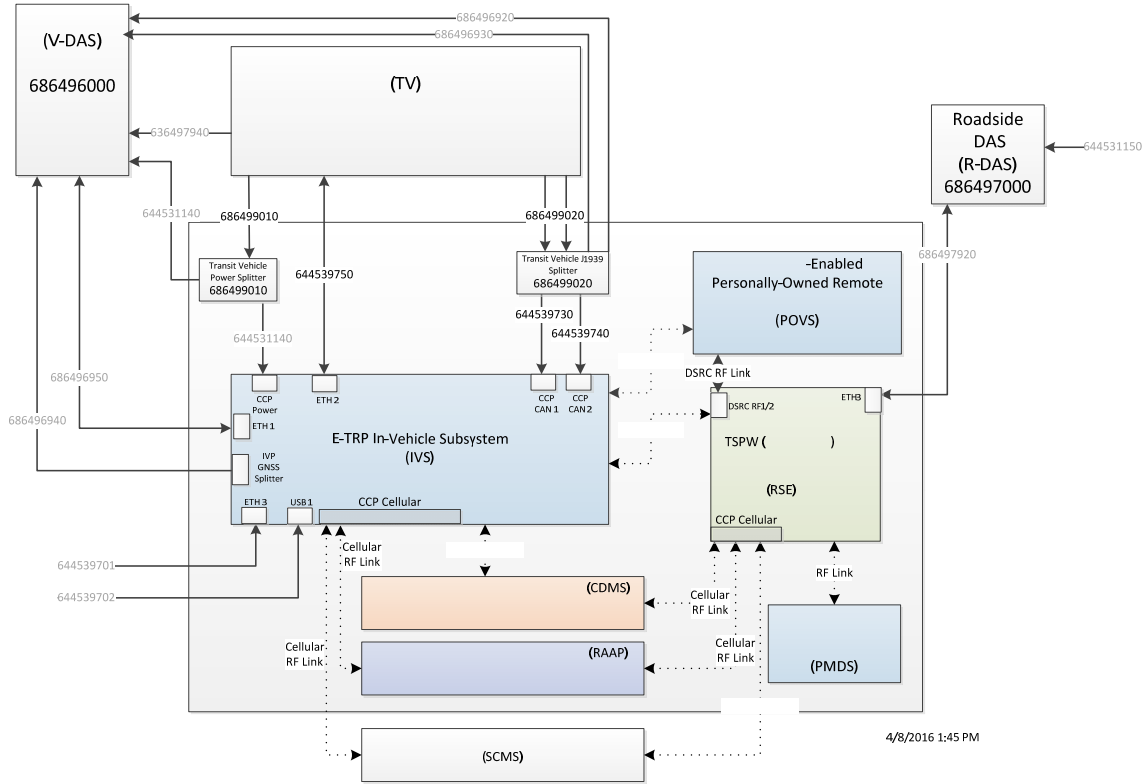 (V-DAS)
686496000
686496920
686496930
(TV)
636497940
644531140
686499010
644539750
686499020
Roadside
DAS
(R-DAS)
686497000
644531150
686497920
Transit Vehicle
Power Splitter
686499010
Transit Vehicle J1939
Splitter
686499020
-Enabled
Personally-Owned Remote
(POVS)
644531140
644539730
644539740
DSRC RF Link
686496950
686496940
CCP
Power
ETH 2
CCP
CAN 1
CCP
CAN 2
ETH 1
IVP
GNSS
Splitter
E-TRP In-Vehicle Subsystem
(IVS)
ETH 3
USB 1
CCP Cellular
DSRC RF1/2
ETH3
TSPW ( )
(RSE)
CCP Cellular
644539701
644539702
Cellular
RF Link
(CDMS)
Cellular
RF Link
RF Link
Cellular
RF Link
(RAAP)
Cellular
RF Link
(PMDS)
(SCMS)
4/8/2016 1:45 PM